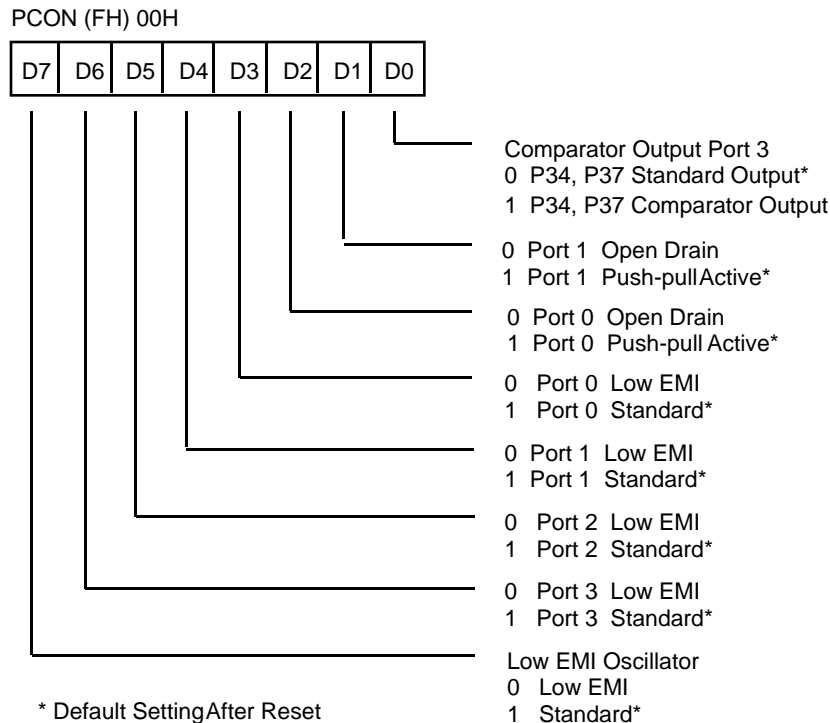 PCON (FH) 00H
D7 D6 D5 D4 D3 D2 D1 D0
Comparator Output Port 3
0 P34, P37 Standard Output*
1 P34, P37 Comparator Output
0 Port 1 Open Drain
1 Port 1 Push-pullActive*
0 Port 0 Open Drain
1 Port 0 Push-pull Active*
0 Port 0 Low EMI
1 Port 0 Standard*
0 Port 1 Low EMI
1 Port 1 Standard*
0 Port 2 Low EMI
1 Port 2 Standard*
0 Port 3 Low EMI
1 Port 3 Standard*
Low EMI Oscillator
0 Low EMI
1 Standard*
* Default SettingAfter Reset